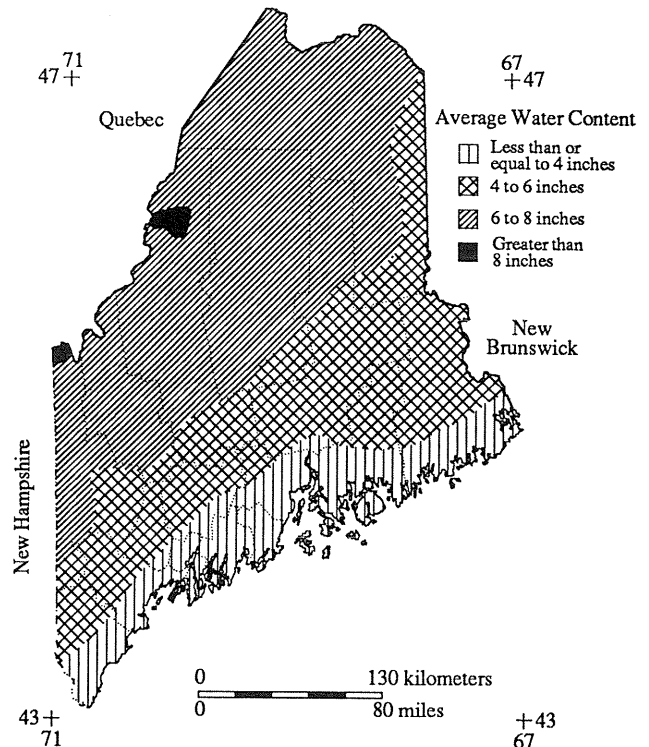 71
47 +
67
+ 47
Quebec
Average Water Content
Less than or
equal to 4 inches
4 to 6 inches
6 to 8 inches
Greater than
8 inches
New
Brunswick
New Hampshire
0 130 kilometers
0 80 miles
43 +
71
+ 43
67